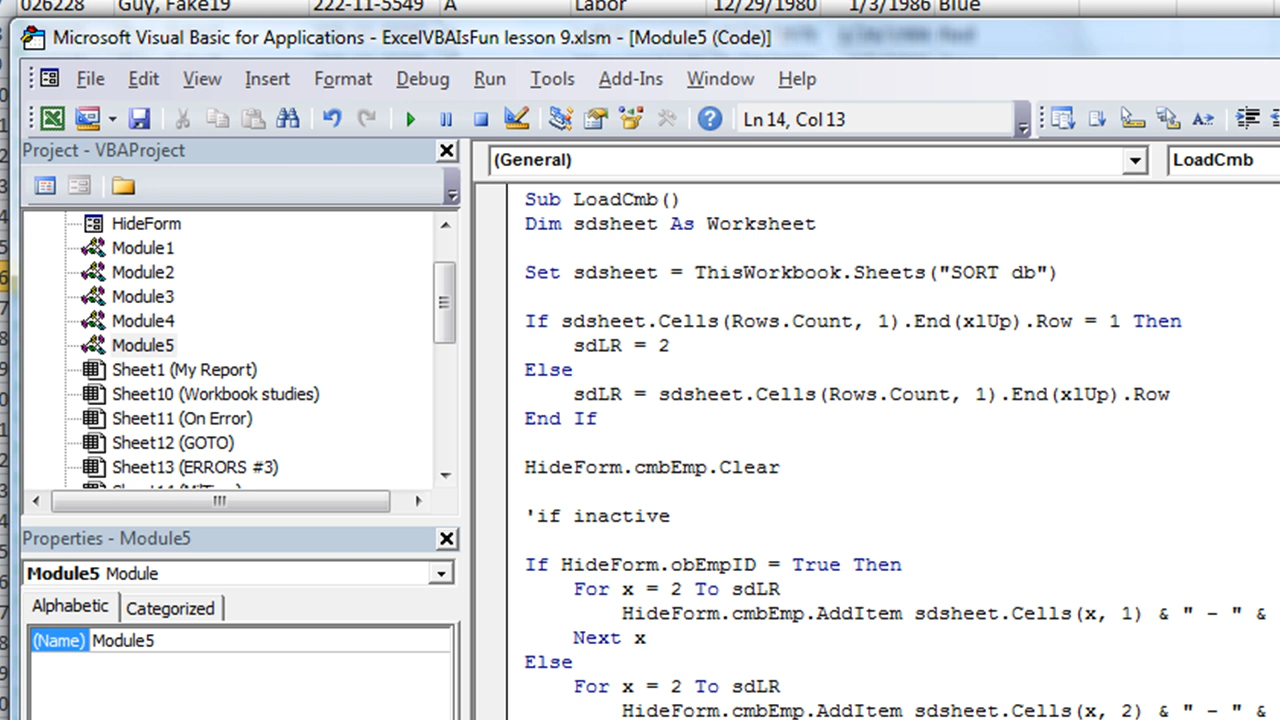 026228 Guy, Fake19 222-11-5549 A Labor 12/29/1980 1/3/1986 Blue
Microsoft Visual Basic for Applications - ExcelVBAIsFun lesson 9.xlsm - [Module5 (Code)]
File Edit View Insert Format Debug Run Tools Add-Ins Window Help
Ln 14, Col 13
Project - VBAProject
(General) LoadCmb
HideForm
Module1
Module2
Module3
Module4
Module5
Sheet1 (My Report)
Sheet10 (Workbook studies)
Sheet11 (On Error)
Sheet12 (GOTO)
Sheet13 (ERRORS #3)
Properties - Module5
Module5 Module
Alphabetic Categorized
(Name) Module5
Sub LoadCmb()
Dim sdsheet As Worksheet
Set sdsheet = ThisWorkbook.Sheets("SORT db")
If sdsheet.Cells(Rows.Count, 1).End(xlUp).Row = 1 Then
sdLR = 2
Else
sdLR = sdsheet.Cells(Rows.Count, 1).End(xlUp).Row
End If
HideForm.cmbEmp.Clear
'if inactive
If HideForm.obEmpID = True Then
For x = 2 To sdLR
HideForm.cmbEmp.AddItem sdsheet.Cells(x, 1) & " - " &
Next x
Else
For x = 2 To sdLR
HideForm.cmbEmp.AddItem sdsheet.Cells(x, 2) & " - " &